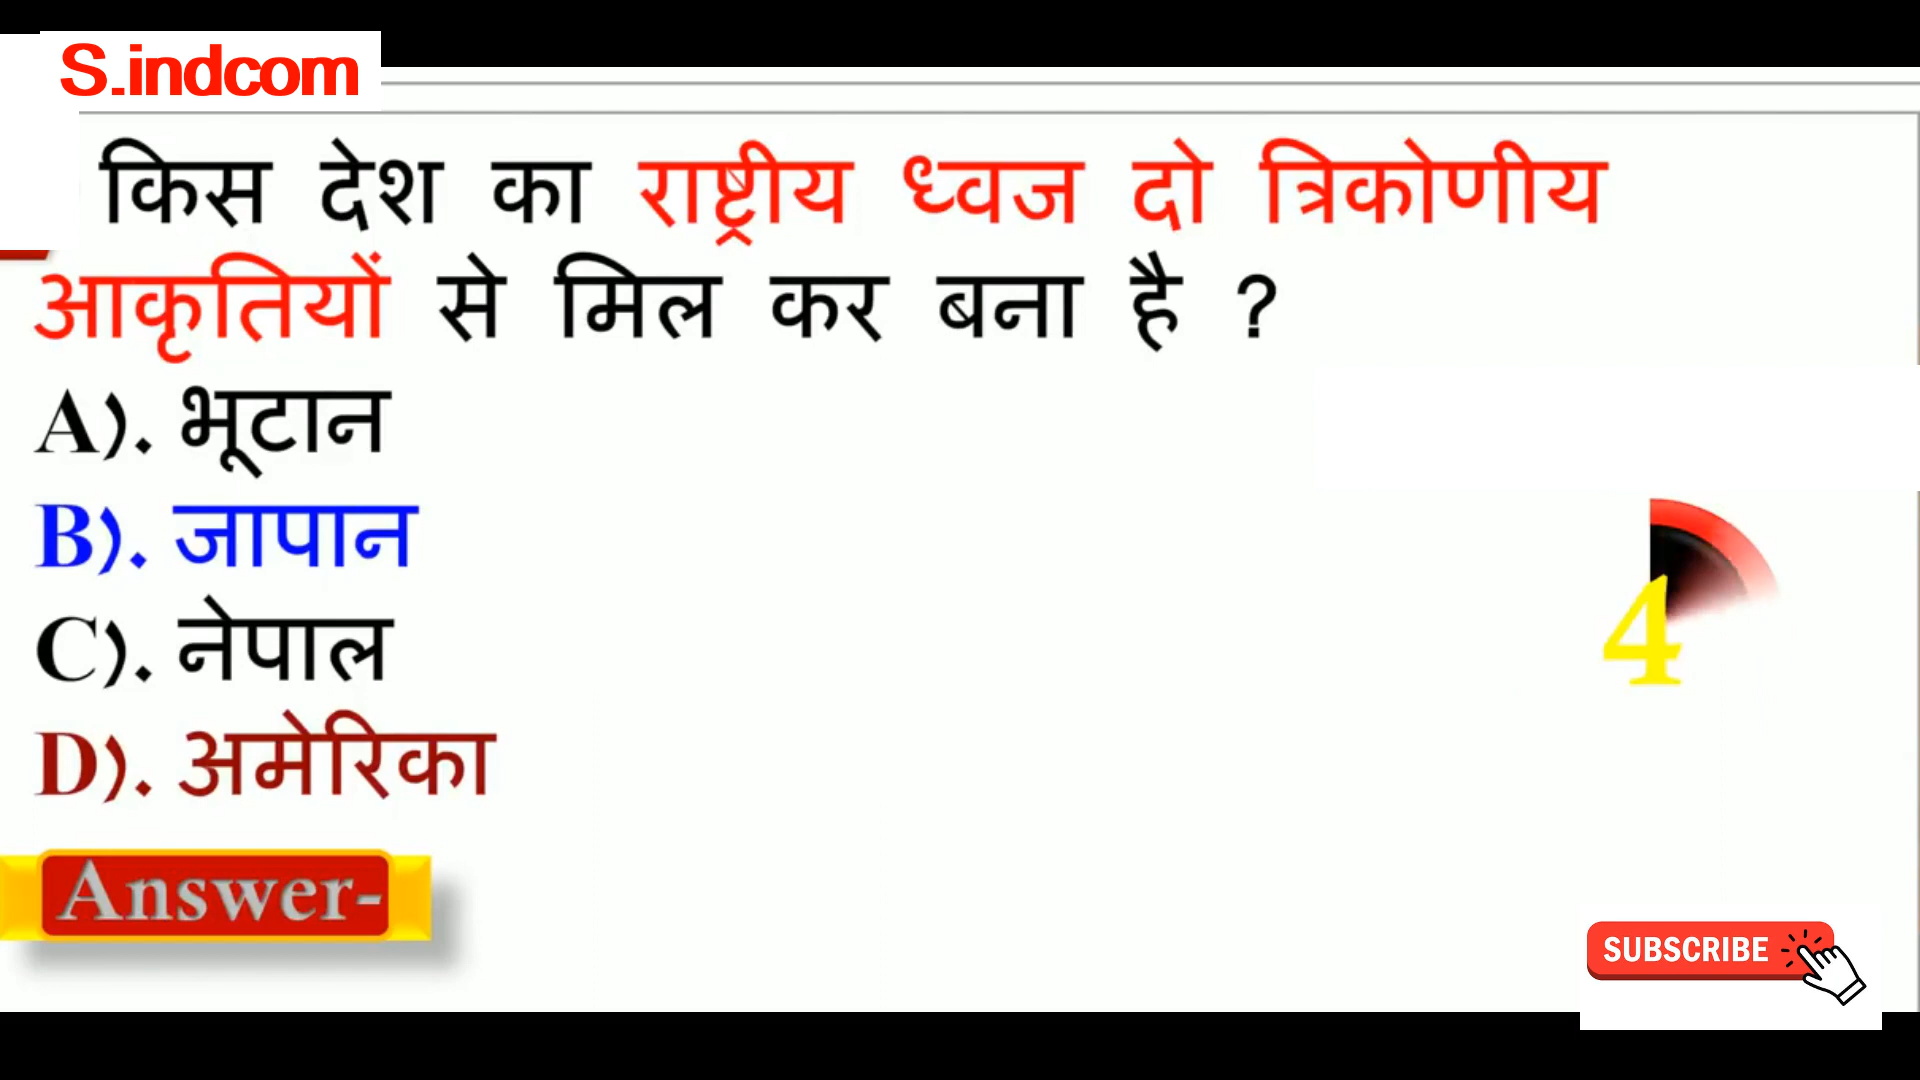 S.indcom
किस देश का राष्ट्रीय ध्वज दो त्रिकोणीय
आकृतियों से मिल कर बना है ?
A). भूटान
B). जापान
4
C). नेपाल
D). अमेरिका
Answer-
SUBSCRIBE